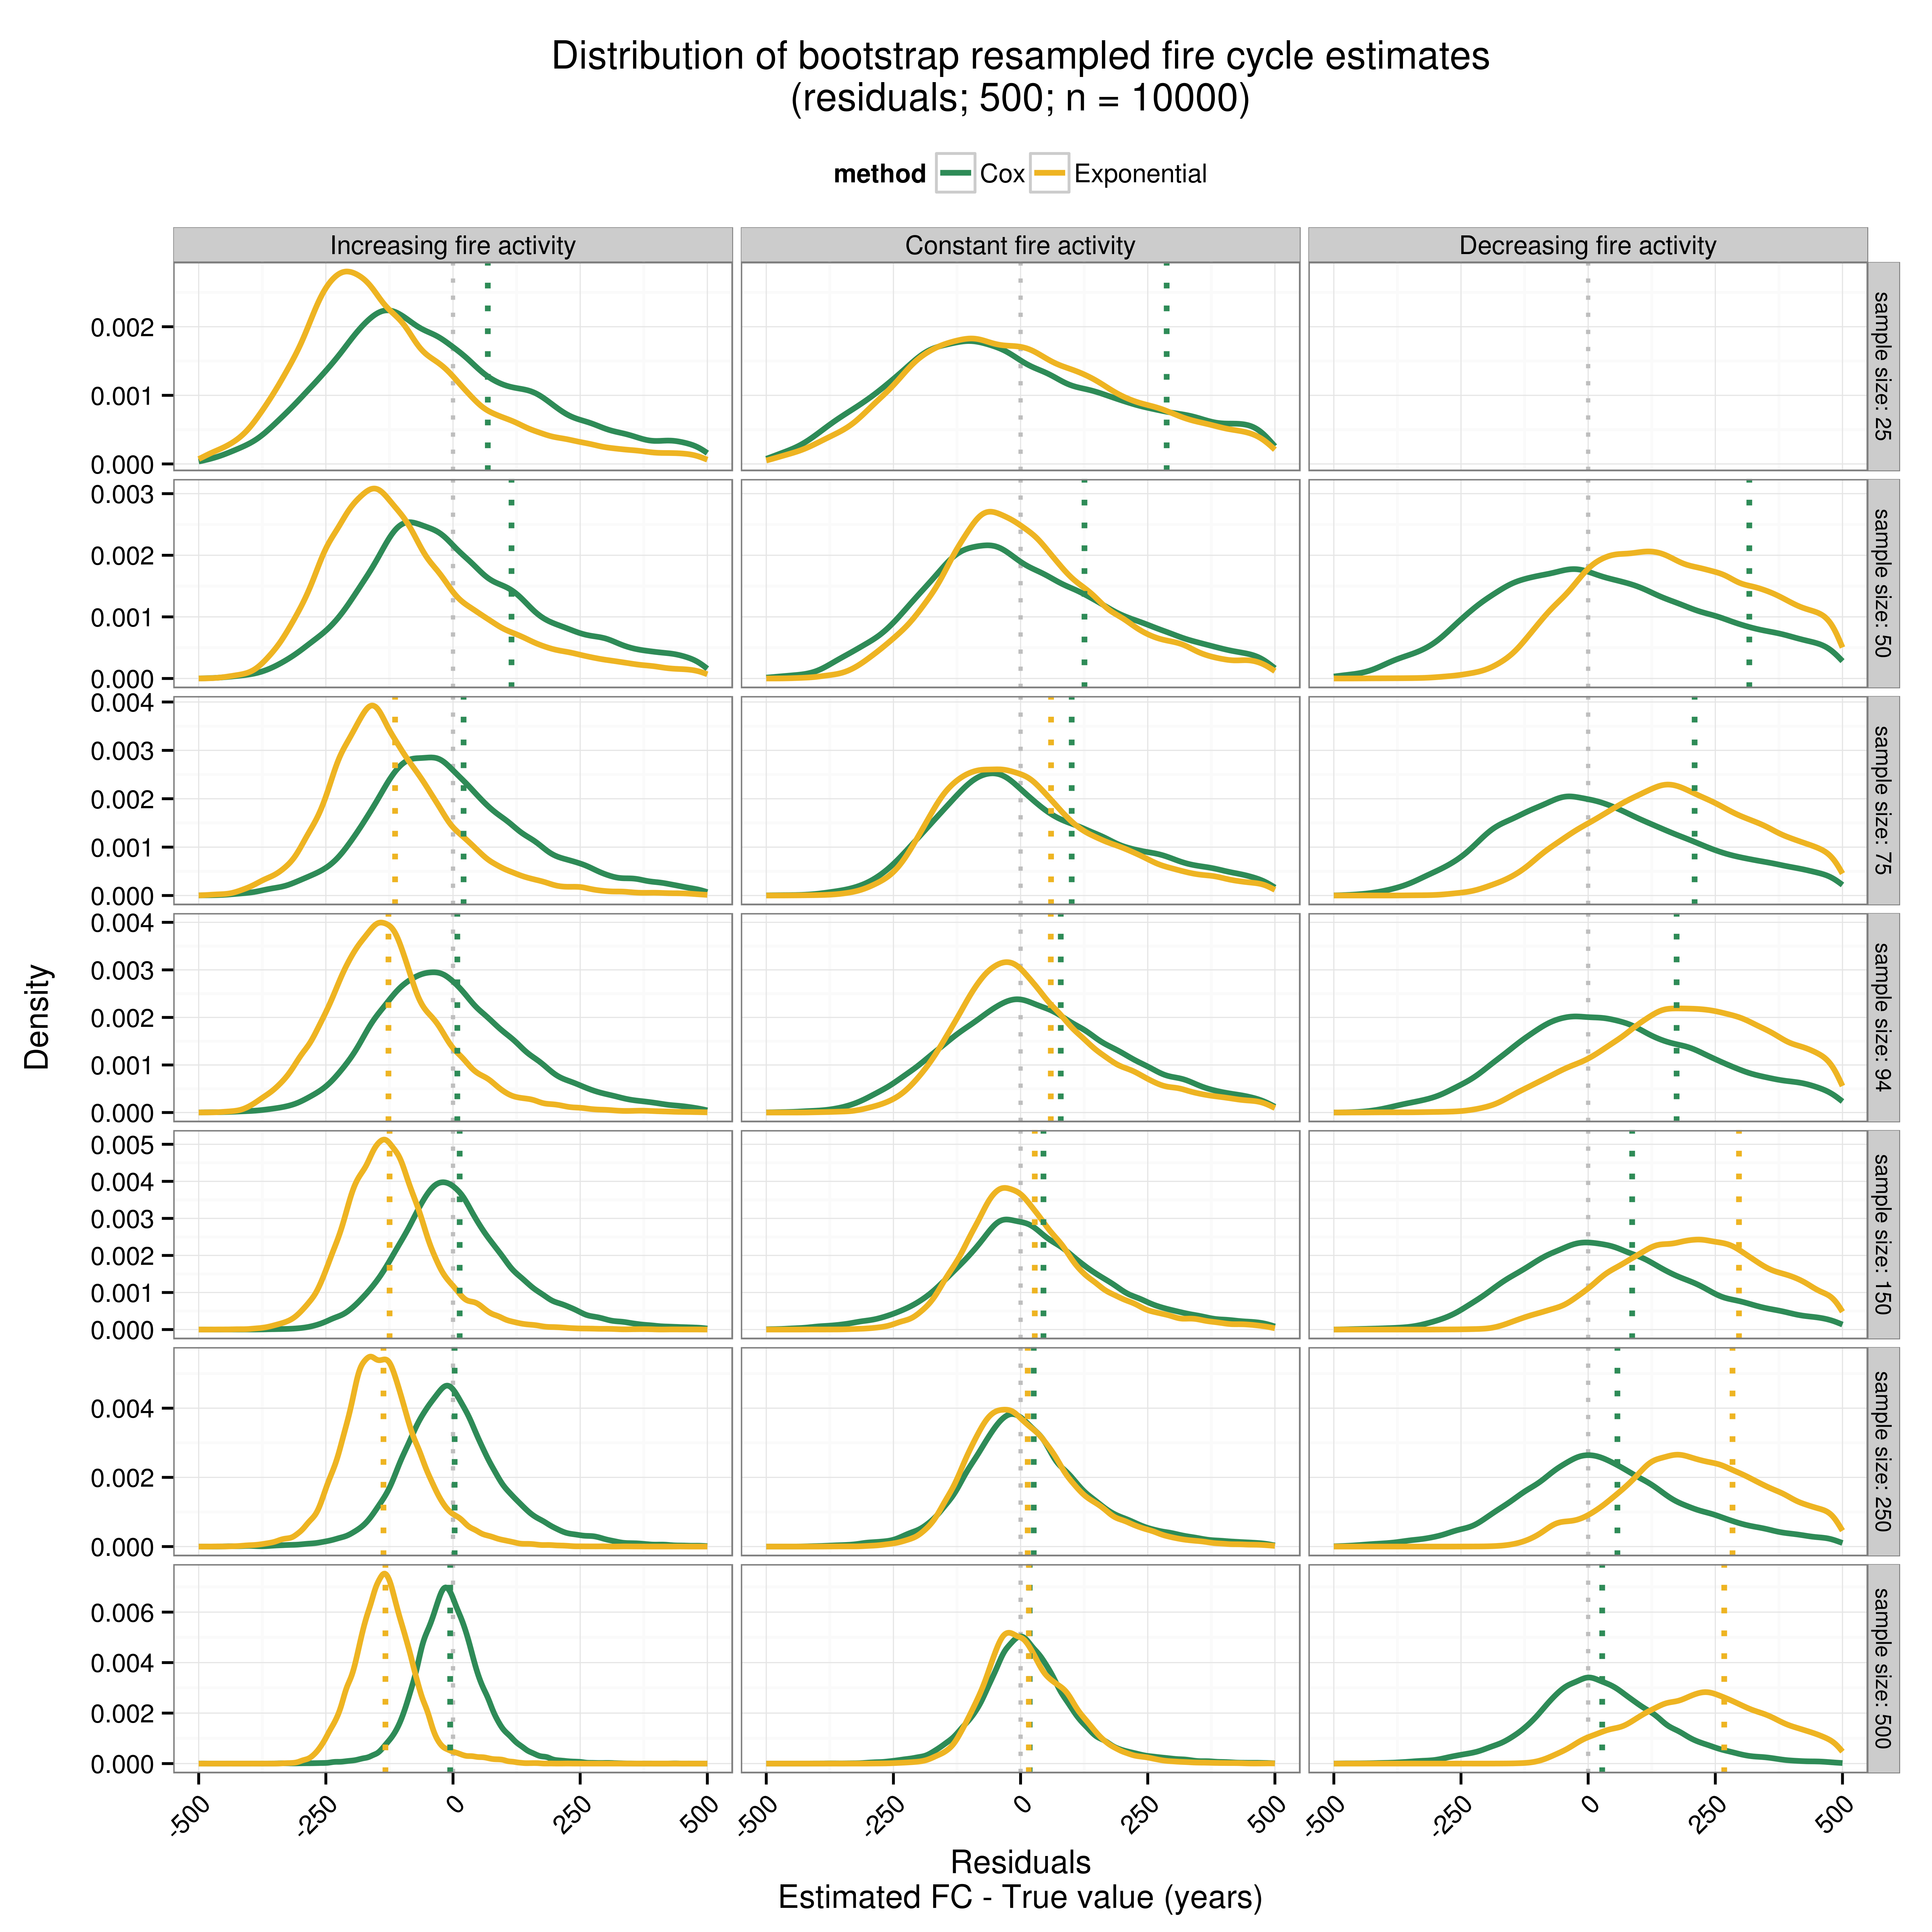 Distribution of bootstrap resampled fire cycle estimates
(residuals; 500; n = 10000)
method Cox Exponential
Increasing fire activity Constant fire activity Decreasing fire activity
0.002
0.001
0.000
sample size: 25
0.003
0.002
0.001
0.000
sample size: 50
0.004
0.003
0.002
0.001
0.000
sample size: 75
Density
0.004
0.003
0.002
0.001
0.000
sample size: 94
0.005
0.004
0.003
0.002
0.001
0.000
sample size: 150
0.004
0.002
0.000
sample size: 250
0.006
0.004
0.002
0.000
sample size: 500
-500 -250 0 250 500 -500 -250 0 250 500 -500 -250 0 250 500
Residuals
Estimated FC - True value (years)